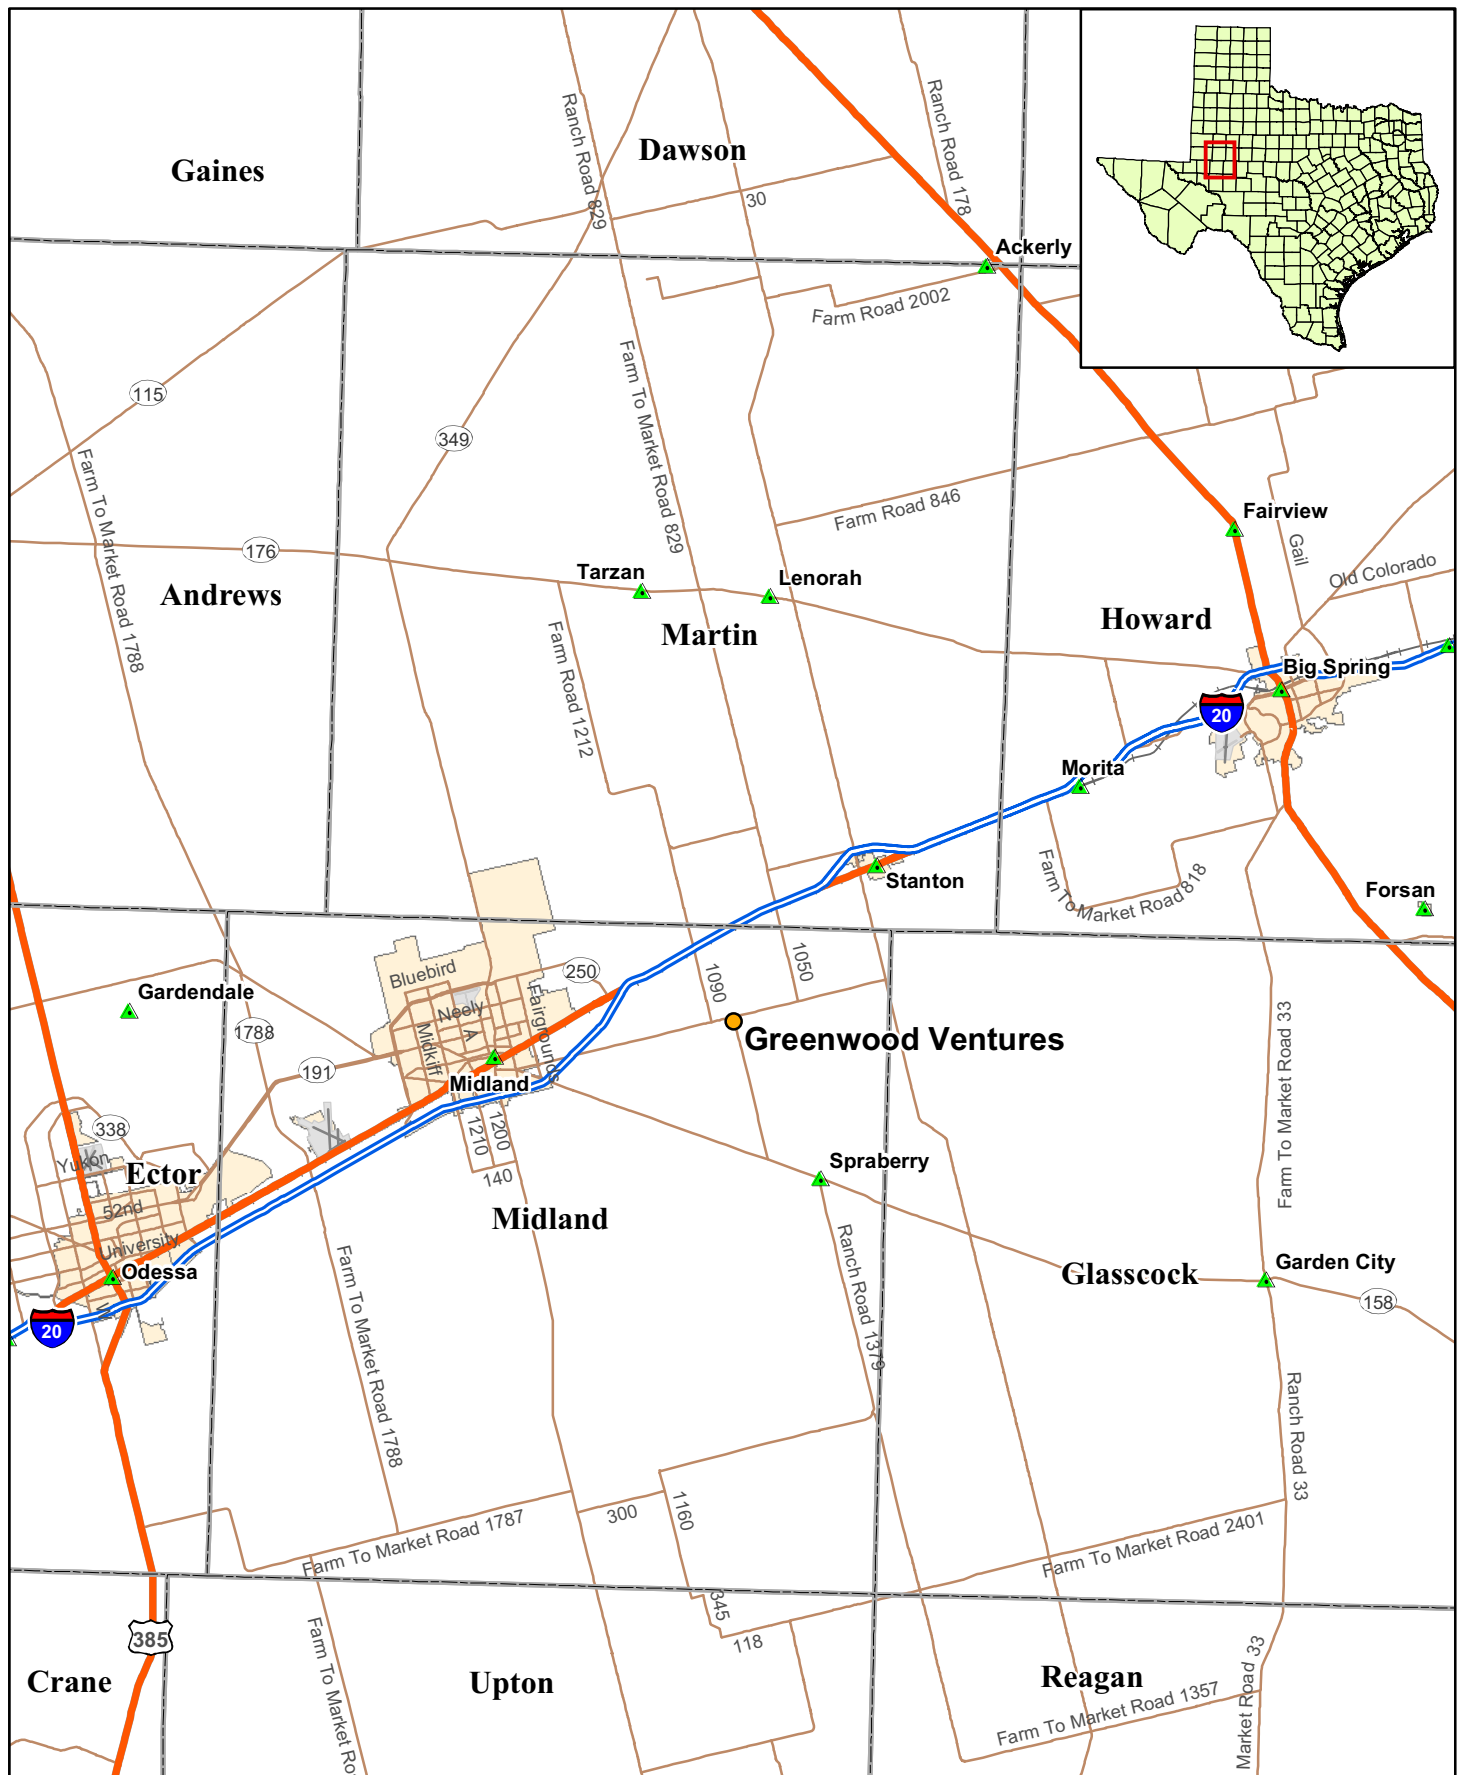 Gaines
Dawson
Ranch Road 829
Ranch Road 178
30
Ackerly
Farm Road 2002
115
349
Farm To Market Road 829
Farm To Market Road 1788
Farm Road 846
Fairview
Gail
Old Colorado
176
Andrews
Tarzan
Lenorah
Martin
Howard
Farm Road 1212
Big Spring
20
Morita
Stanton
Farm To Market Road 818
Forsan
Bluebird
250
1050
1090
Gardendale
Neely
Fairgrounds
Midkiff
A
1788
Greenwood Ventures
Farm To Market Road 33
191
Midland
338
1210
1200
Yukon
Ector
140
Spraberry
52nd
Midland
University
Odessa
W
20
Farm To Market Road 1788
Ranch Road 1379
Glasscock
Garden City
158
Ranch Road 33
300
1160
Farm To Market Road 1787
Farm To Market Road 2401
345
118
385
Crane
Farm To Market Ro
Upton
Reagan
Farm To Market Road 1357
Market Road 33